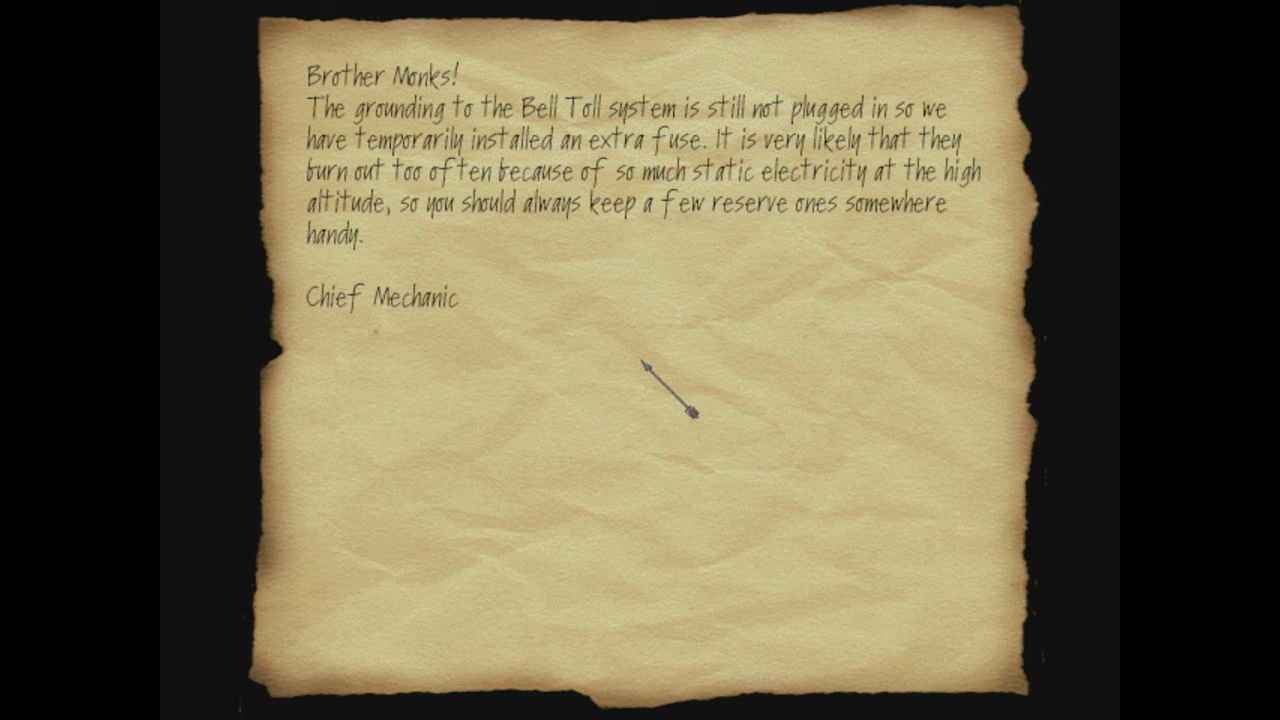 Brother Monks!
The grounding to the Bell Toll system is still not plugged in so we
have temporarily installed an extra fuse. It is very likely that they
burn out too often because of so much static electricity at the high
altitude, so you should always keep a few reserve ones somewhere
handy.
Chief Mechanic